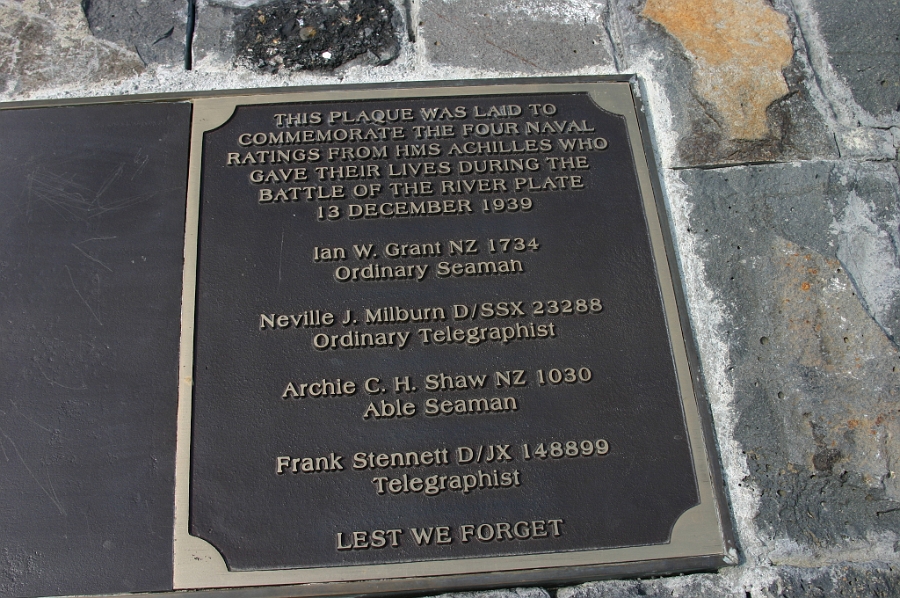 THIS PLAQUE WAS LAID TO
COMMEMORATE THE FOUR NAVAL
RATINGS FROM HMS ACHILLES WHO
GAVE THEIR LIVES DURING THE
BATTLE OF THE RIVER PLATE
13 DECEMBER 1939
Ian W. Grant NZ 1734
Ordinary Seaman
Neville J. Milburn D/SSX 23288
Ordinary Telegraphist
Archie C. H. Shaw NZ 1030
Able Seaman
Frank Stennett D/JX 148899
Telegraphist
LEST WE FORGET